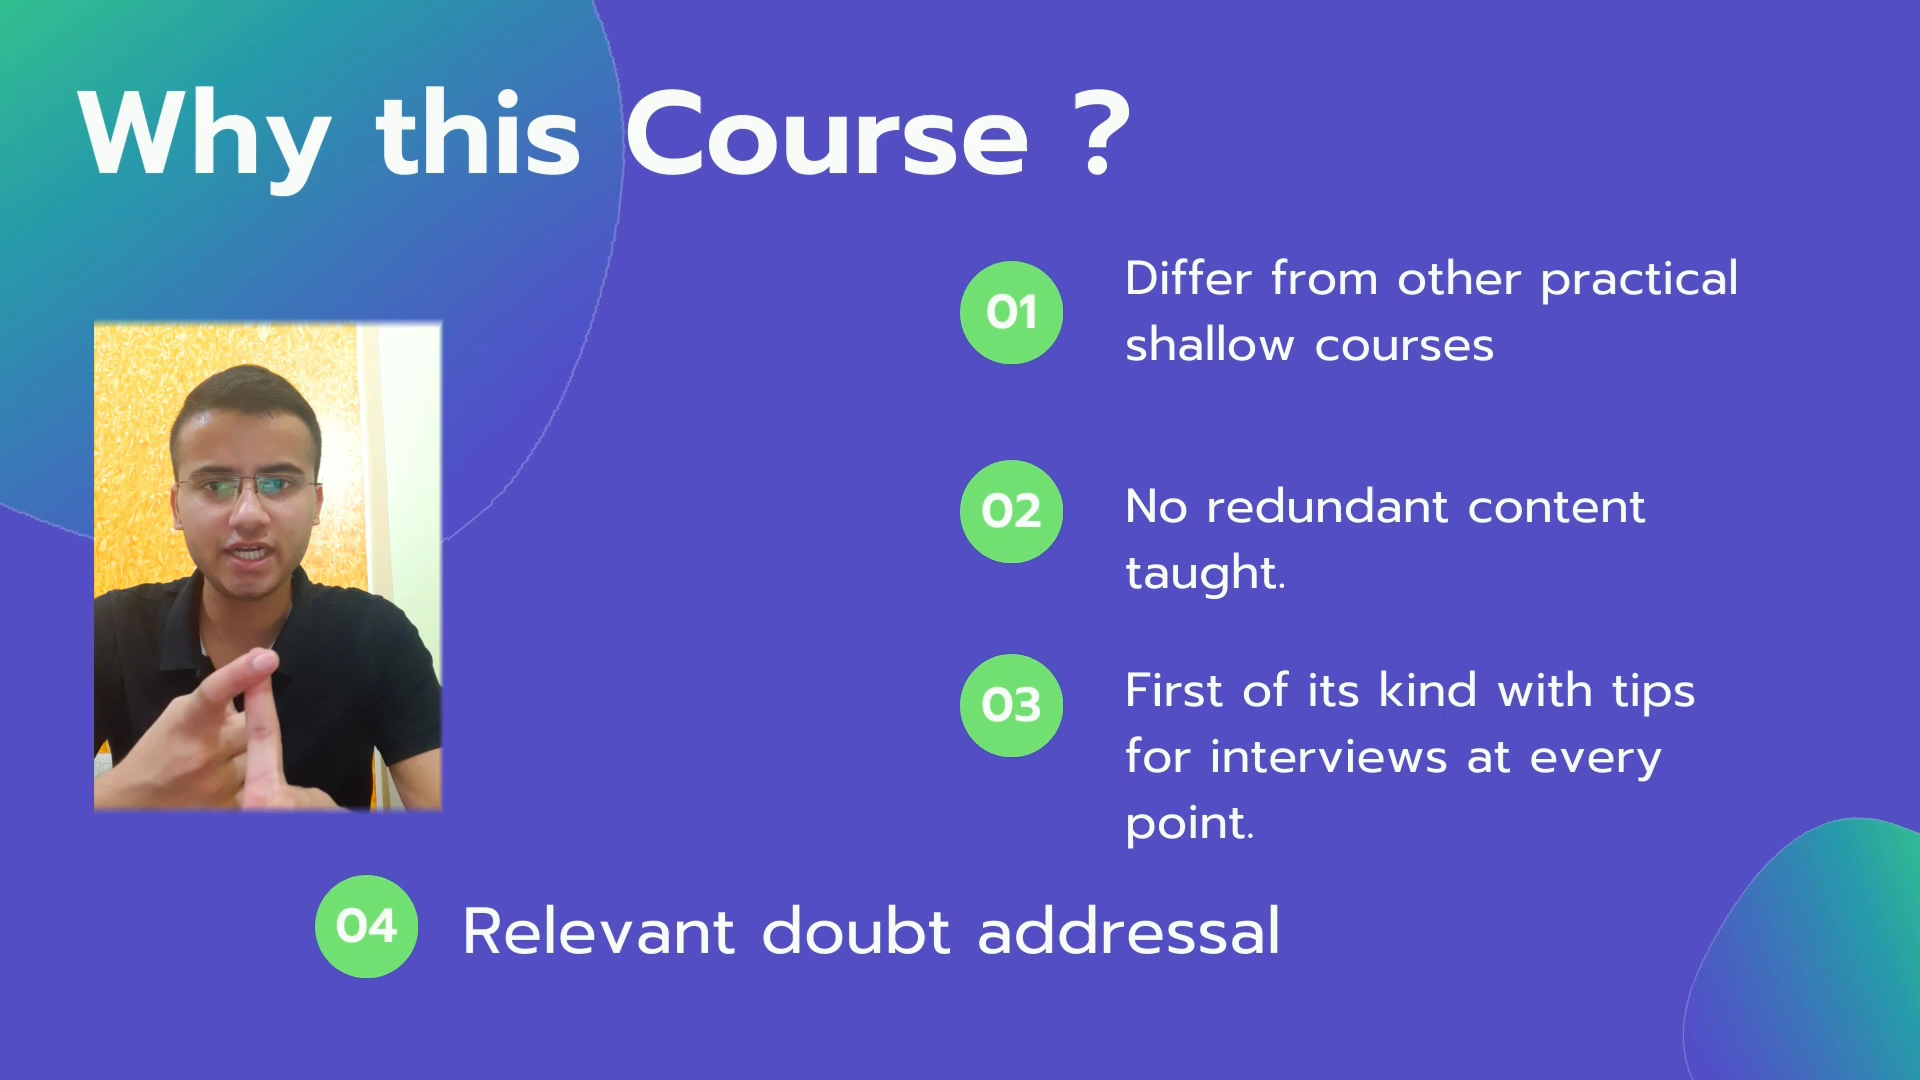 Why this Course ?
01
Differ from other practical
shallow courses
02
No redundant content
taught.
03
First of its kind with tips
for interviews at every
point.
04
Relevant doubt addressal